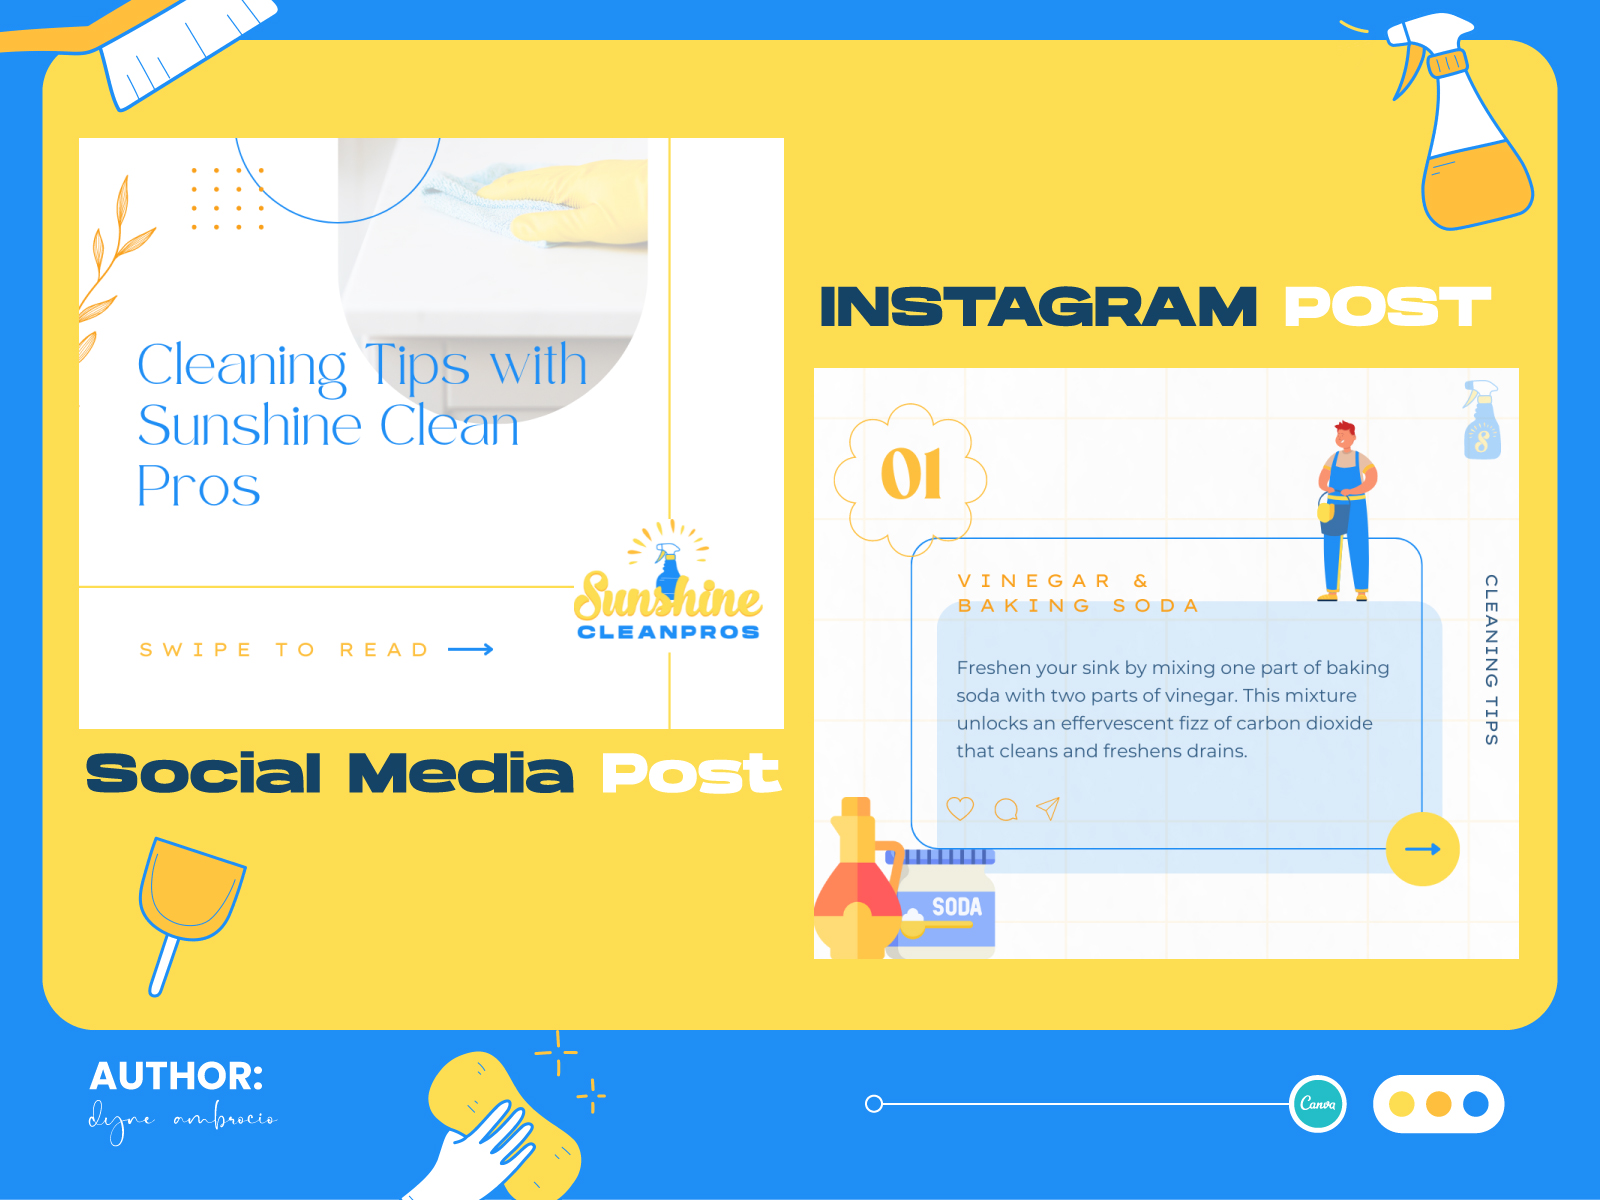 Cleaning Tips with
Sunshine Clean
Pros
Sunshine
CLEANPROS
SWIPE TO READ
Social Media Post
INSTAGRAM POST
01
S
VINEGAR &
BAKING SODA
Freshen your sink by mixing one part of baking
soda with two parts of vinegar. This mixture
unlocks an effervescent fizz of carbon dioxide
that cleans and freshens drains.
CLEANING TIPS
SODA
AUTHOR:
dyne ambrocio
Canva